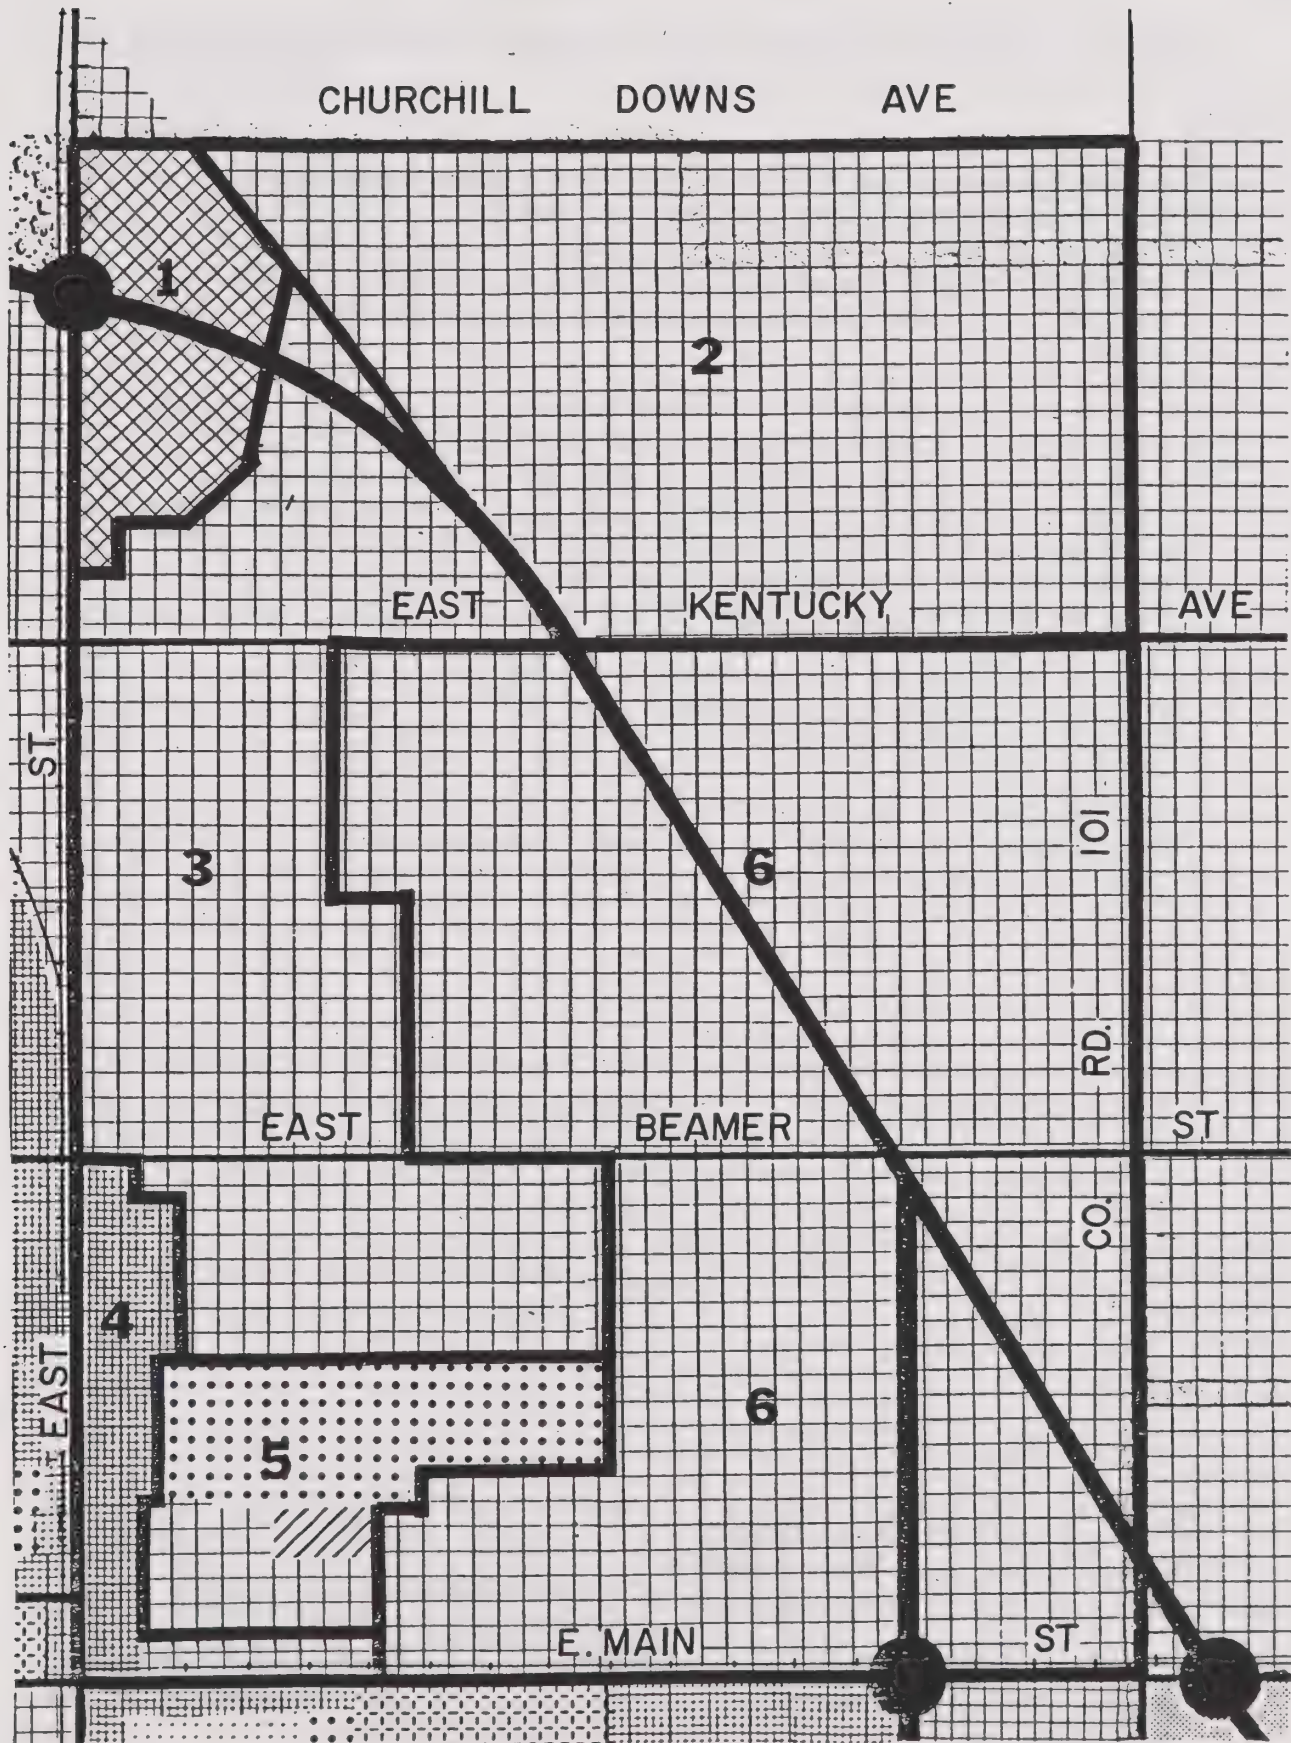 CHURCHILL DOWNS AVE
1
2
EAST KENTUCKY AVE
ST
101
3
6
RD.
EAST BEAMER ST
CO.
4
EAST
6
5
E. MAIN ST